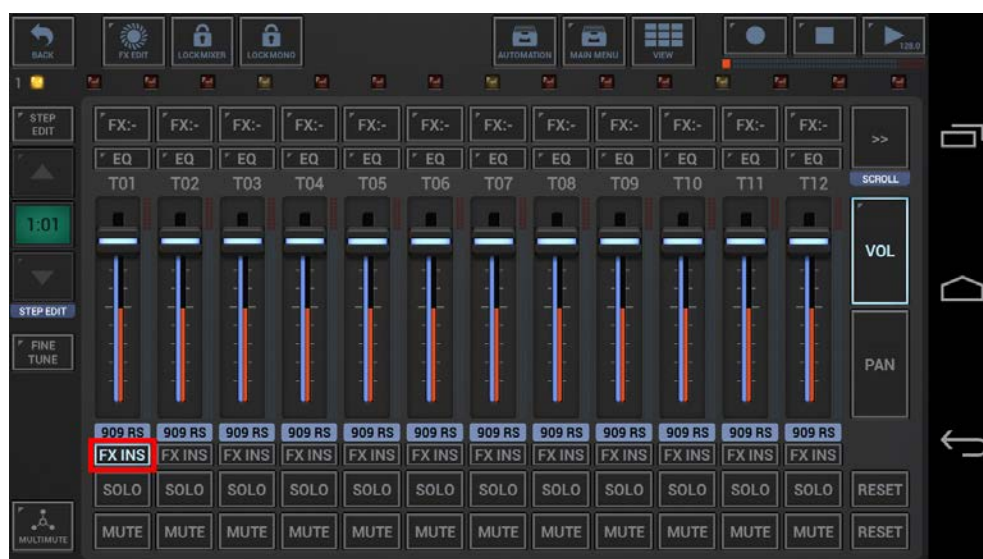 BACK FX EDIT LOCKMIXER LOCKMONO AUTOMATION MAIN MENU VIEW 128.0
1
STEP EDIT FX:- FX:- FX:- FX:- FX:- FX:- FX:- FX:- FX:- FX:- FX:- FX:- >>
EQ EQ EQ EQ EQ EQ EQ EQ EQ EQ EQ EQ
T01 T02 T03 T04 T05 T06 T07 T08 T09 T10 T11 T12 SCROLL
1:01 VOL
STEP EDIT
FINE TUNE PAN
909 RS 909 RS 909 RS 909 RS 909 RS 909 RS 909 RS 909 RS 909 RS 909 RS 909 RS 909 RS
FX INS FX INS FX INS FX INS FX INS FX INS FX INS FX INS FX INS FX INS FX INS FX INS
SOLO SOLO SOLO SOLO SOLO SOLO SOLO SOLO SOLO SOLO SOLO SOLO RESET
MULTIMUTE MUTE MUTE MUTE MUTE MUTE MUTE MUTE MUTE MUTE MUTE MUTE MUTE RESET